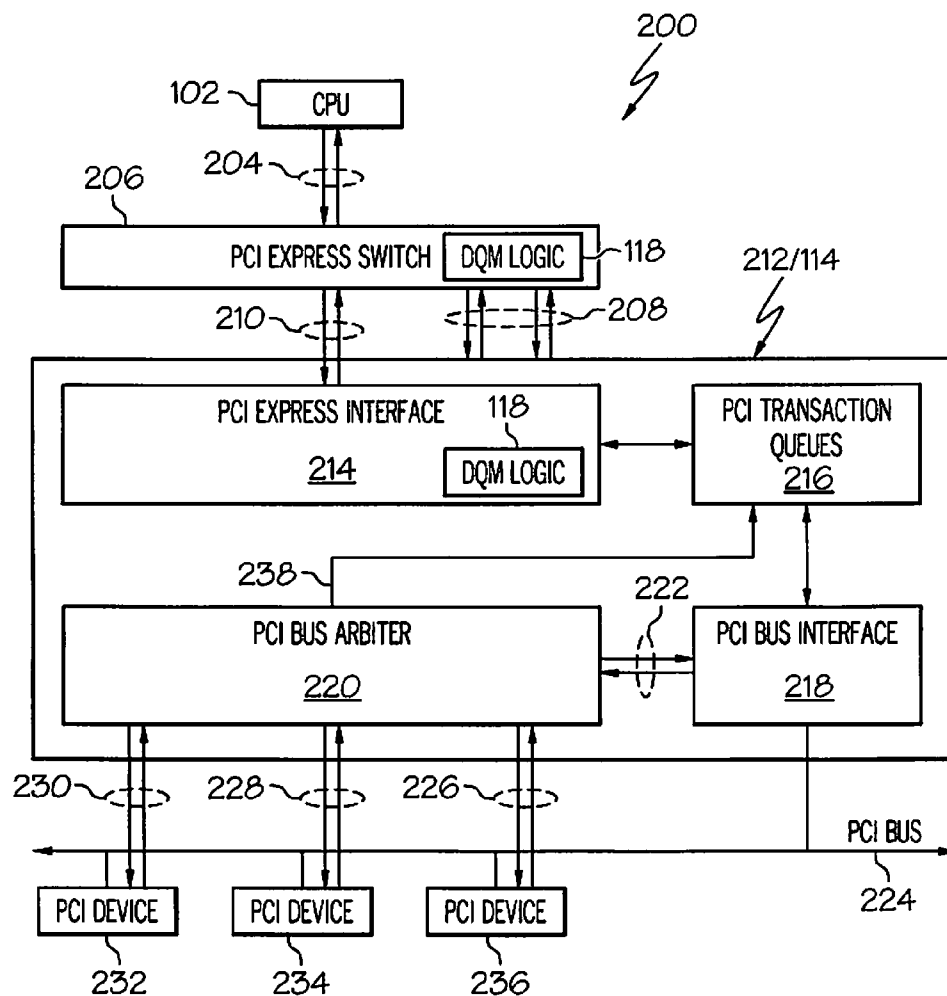 200
102
CPU
204
206
PCI EXPRESS SWITCH
DQM LOGIC
118
212/114
210
208
PCI EXPRESS INTERFACE
214
118
DQM LOGIC
PCI TRANSACTION
QUEUES
216
238
222
PCI BUS ARBITER
220
PCI BUS INTERFACE
218
230
228
226
PCI BUS
224
PCI DEVICE
PCI DEVICE
PCI DEVICE
232
234
236